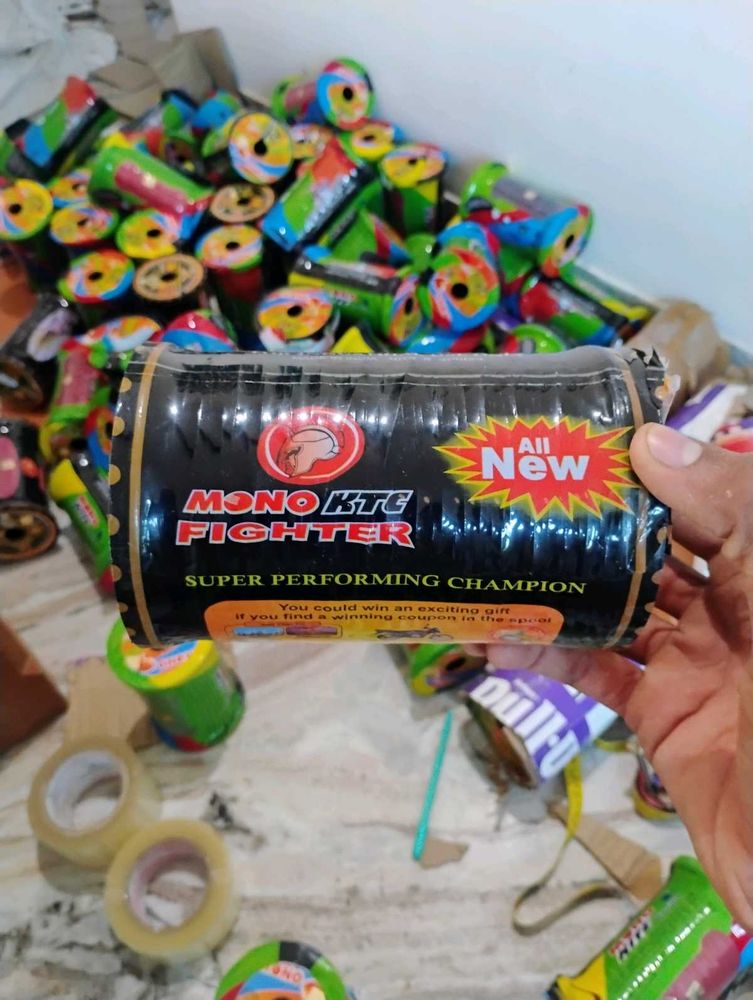 All
New
MONO KTC
FIGHTER
SUPER PERFORMING CHAMPION
You could win an exciting gift
if you find a winning coupon in the spool